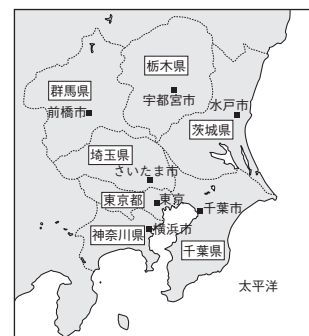 栃木県
群馬県
宇都宮市
水戸市
前橋市
茨城県
埼玉県
さいたま市
東京都
東京
千葉市
神奈川県
横浜市
千葉県
太平洋